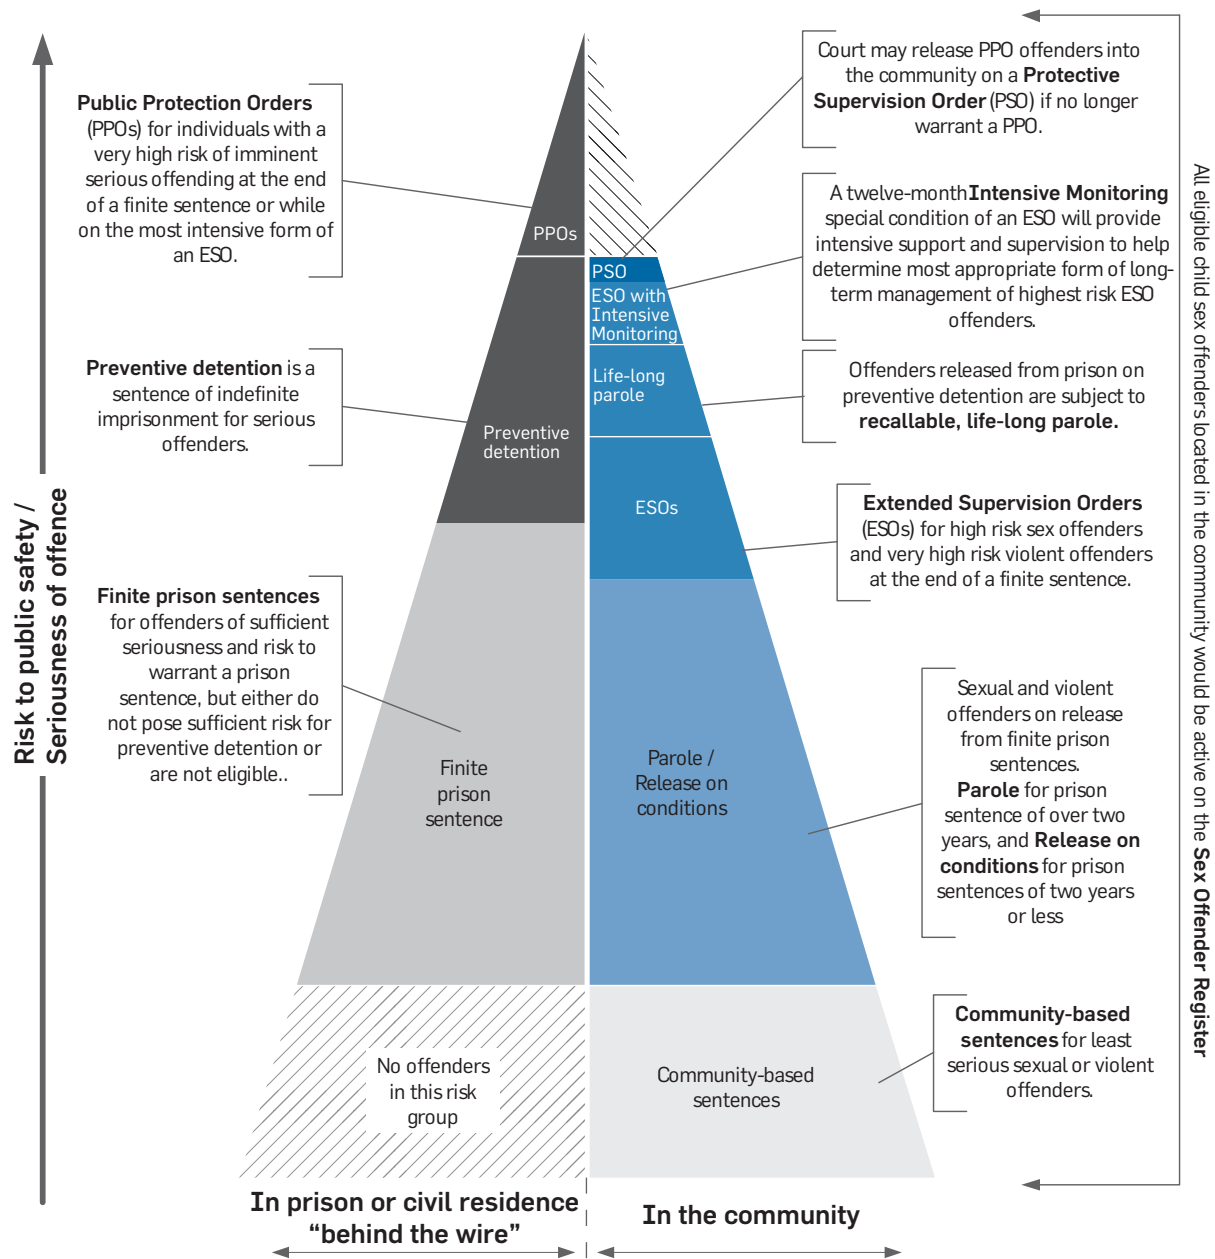 Risk to public safety /
Seriousness of offence
Public Protection Orders
(PPOs) for individuals with a
very high risk of imminent
serious offending at the end
of a finite sentence or while
on the most intensive form of
an ESO.
Preventive detention is a
sentence of indefinite
imprisonment for serious
offenders.
Finite prison sentences
for offenders of sufficient
seriousness and risk to
warrant a prison
sentence, but either do
not pose sufficient risk for
preventive detention or
are not eligible..
PPOs
Preventive
detention
Finite
prison
sentence
No offenders
in this risk
group
PSO
ESO with
Intensive
Monitoring
Life-long
parole
ESOs
Parole /
Release on
conditions
Community-based
sentences
Court may release PPO offenders into
the community on a Protective
Supervision Order (PSO) if no longer
warrant a PPO.
A twelve-month Intensive Monitoring
special condition of an ESO will provide
intensive support and supervision to help
determine most appropriate form of long-
term management of highest risk ESO
offenders.
Offenders released from prison on
preventive detention are subject to
recallable, life-long parole.
Extended Supervision Orders
(ESOs) for high risk sex offenders
and very high risk violent offenders
at the end of a finite sentence.
Sexual and violent
offenders on release
from finite prison
sentences.
Parole for prison
sentence of over two
years, and Release on
conditions for prison
sentences of two years
or less
Community-based
sentences for least
serious sexual or violent
offenders.
All eligible child sex offenders located in the community would be active on the Sex Offender Register
In prison or civil residence
“behind the wire”
In the community